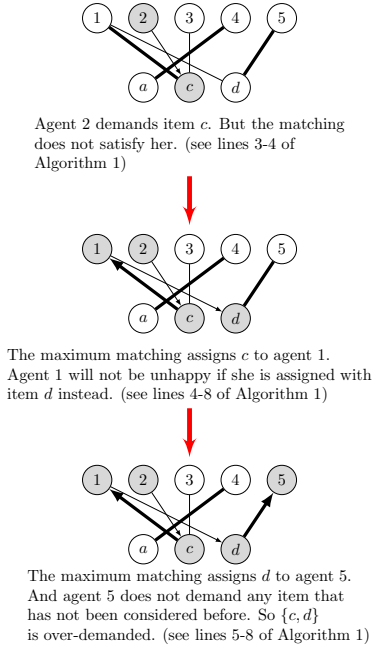 1 2 3 4 5
a c d
Agent 2 demands item c. But the matching
does not satisfy her. (see lines 3-4 of
Algorithm 1)
1 2 3 4 5
a c d
The maximum matching assigns c to agent 1.
Agent 1 will not be unhappy if she is assigned with
item d instead. (see lines 4-8 of Algorithm 1)
1 2 3 4 5
a c d
The maximum matching assigns d to agent 5.
And agent 5 does not demand any item that
has not been considered before. So {c, d}
is over-demanded. (see lines 5-8 of Algorithm 1)